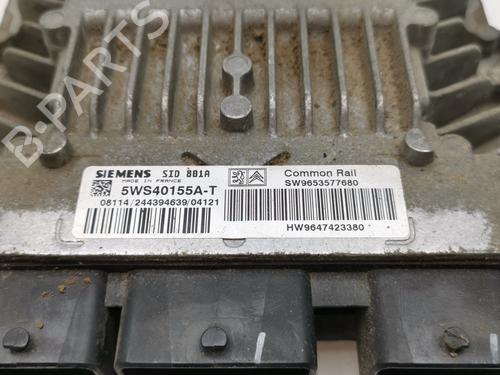 B-PARTS
SIEMENS SID 801A
MADE IN FRANCE
5WS40155A-T
08114/244394639/04121
Common Rail
SW9653577680
HW9647423380